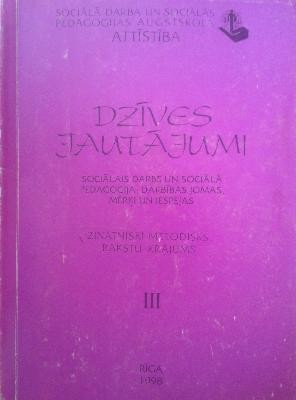 SOCIĀLĀ DARBA UN SOCIĀLĀS
PEDAGOĢIJAS AUGSTSKOLA
ATTĪSTĪBA
DZĪVES
JAUTĀJUMI
SOCIĀLAIS DARBS UN SOCIĀLĀ
PEDAGOĢIJA: DARBĪBAS JOMAS,
MĒRĶI UN IESPĒJAS
ZINĀTNISKI METODISKS
RAKSTU KRĀJUMS
III
RĪGA
1998